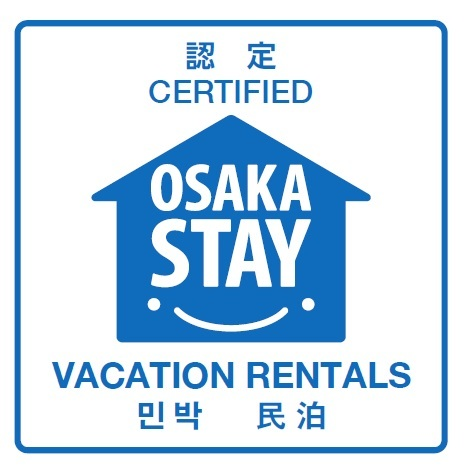 認 定
CERTIFIED
OSAKA
STAY
VACATION RENTALS
민박 民泊